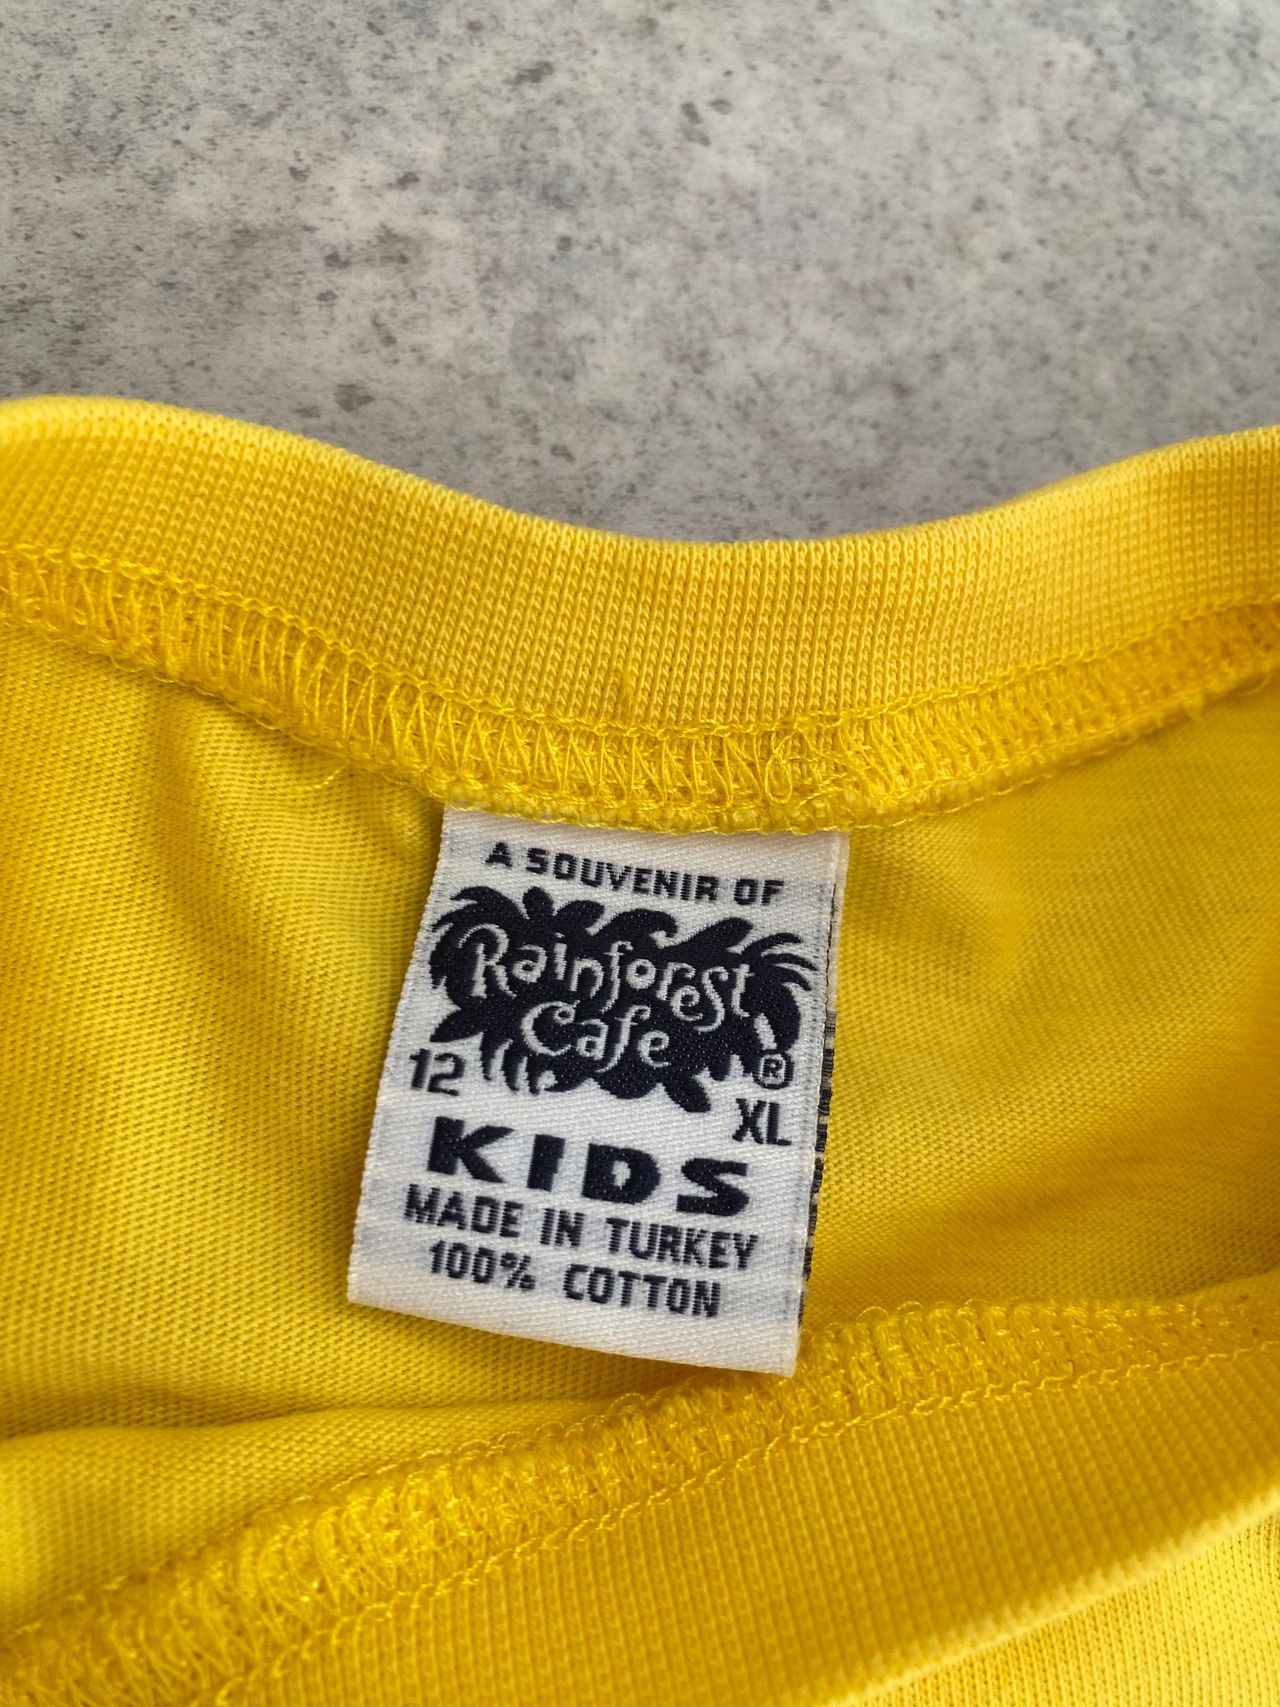 A SOUVENIR OF
Rainforest
Cafe
®
12
XL
KIDS
MADE IN TURKEY
100% COTTON